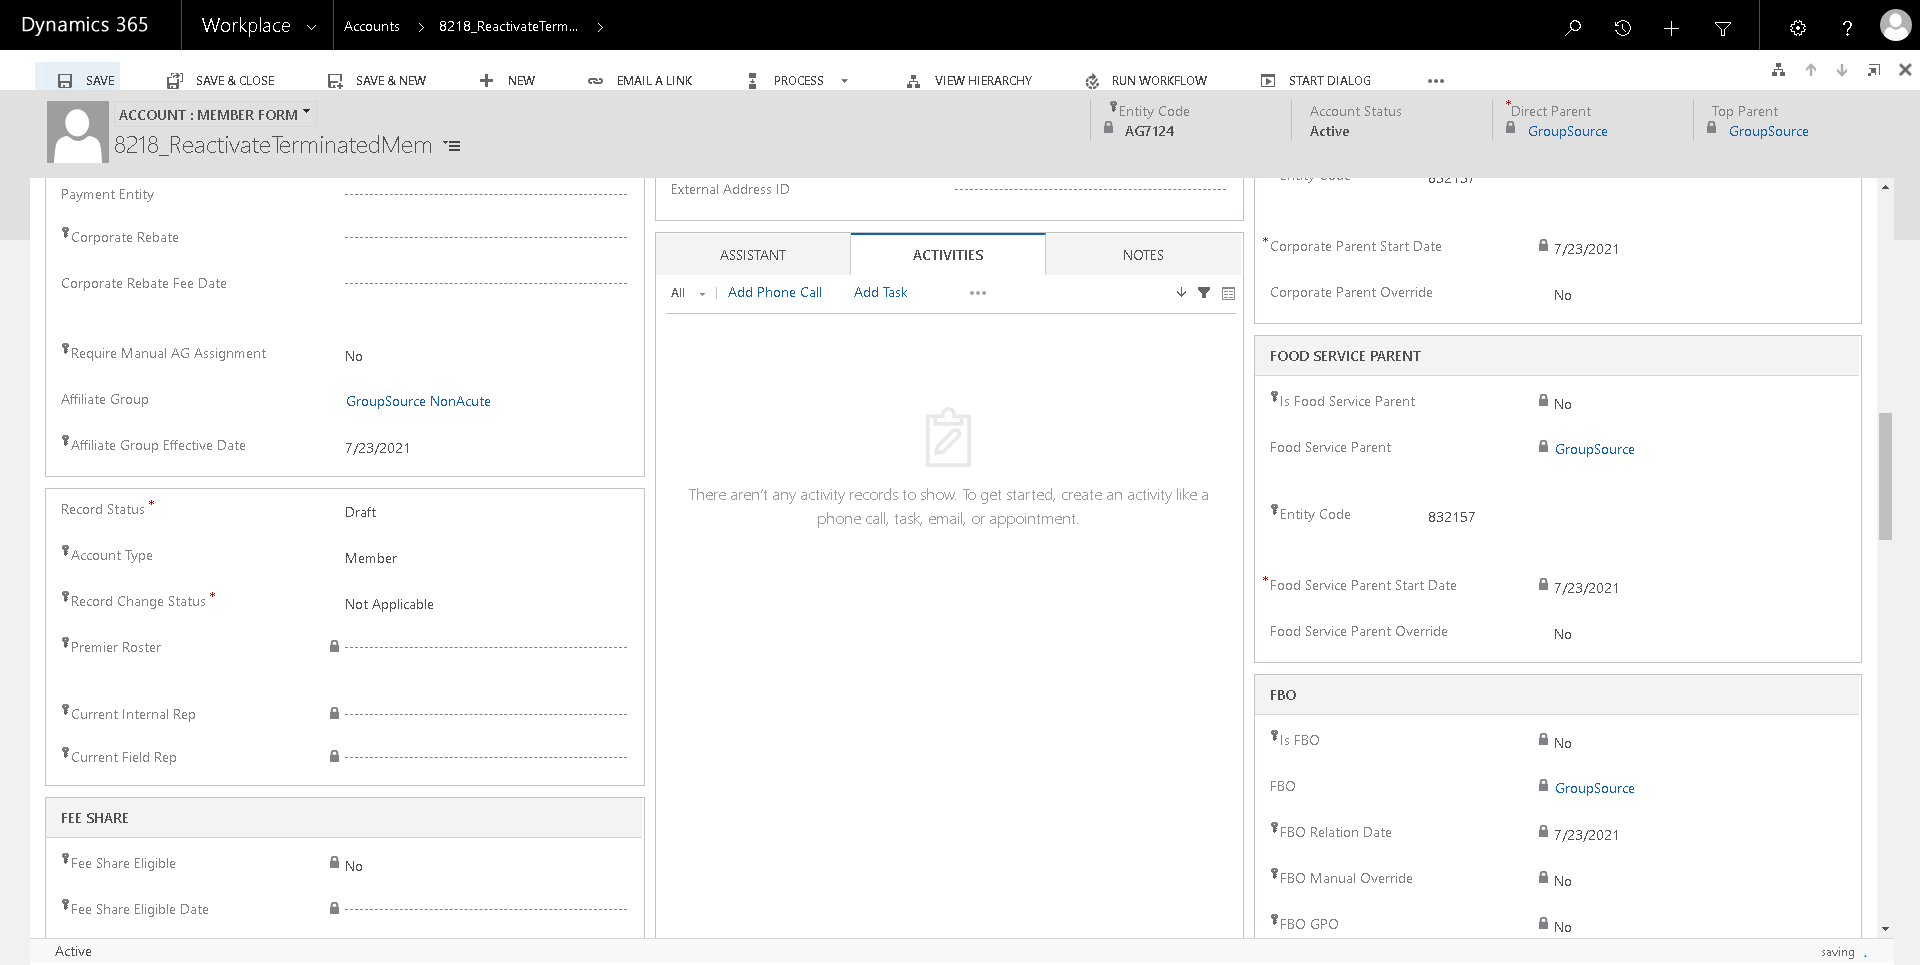 Dynamics 365
Workplace
Accounts
8218_ReactivateTerm...
SAVE
SAVE & CLOSE
SAVE & NEW
NEW
EMAIL A LINK
PROCESS
VIEW HIERARCHY
RUN WORKFLOW
START DIALOG
ACCOUNT : MEMBER FORM
8218_ReactivateTerminatedMem
Entity Code
AG7124
Account Status
Active
*Direct Parent
GroupSource
Top Parent
GroupSource
Payment Entity
Corporate Rebate
Corporate Rebate Fee Date
Require Manual AG Assignment
No
Affiliate Group
GroupSource NonAcute
Affiliate Group Effective Date
7/23/2021
Record Status *
Draft
Account Type
Member
Record Change Status *
Not Applicable
Premier Roster
Current Internal Rep
Current Field Rep
FEE SHARE
Fee Share Eligible
No
Fee Share Eligible Date
External Address ID
ASSISTANT
ACTIVITIES
NOTES
All
Add Phone Call
Add Task
There aren't any activity records to show. To get started, create an activity like a
phone call, task, email, or appointment.
Entity Code
832157
*Corporate Parent Start Date
7/23/2021
Corporate Parent Override
No
FOOD SERVICE PARENT
Is Food Service Parent
No
Food Service Parent
GroupSource
Entity Code
832157
*Food Service Parent Start Date
7/23/2021
Food Service Parent Override
No
FBO
Is FBO
No
FBO
GroupSource
FBO Relation Date
7/23/2021
FBO Manual Override
No
FBO GPO
No
Active
saving